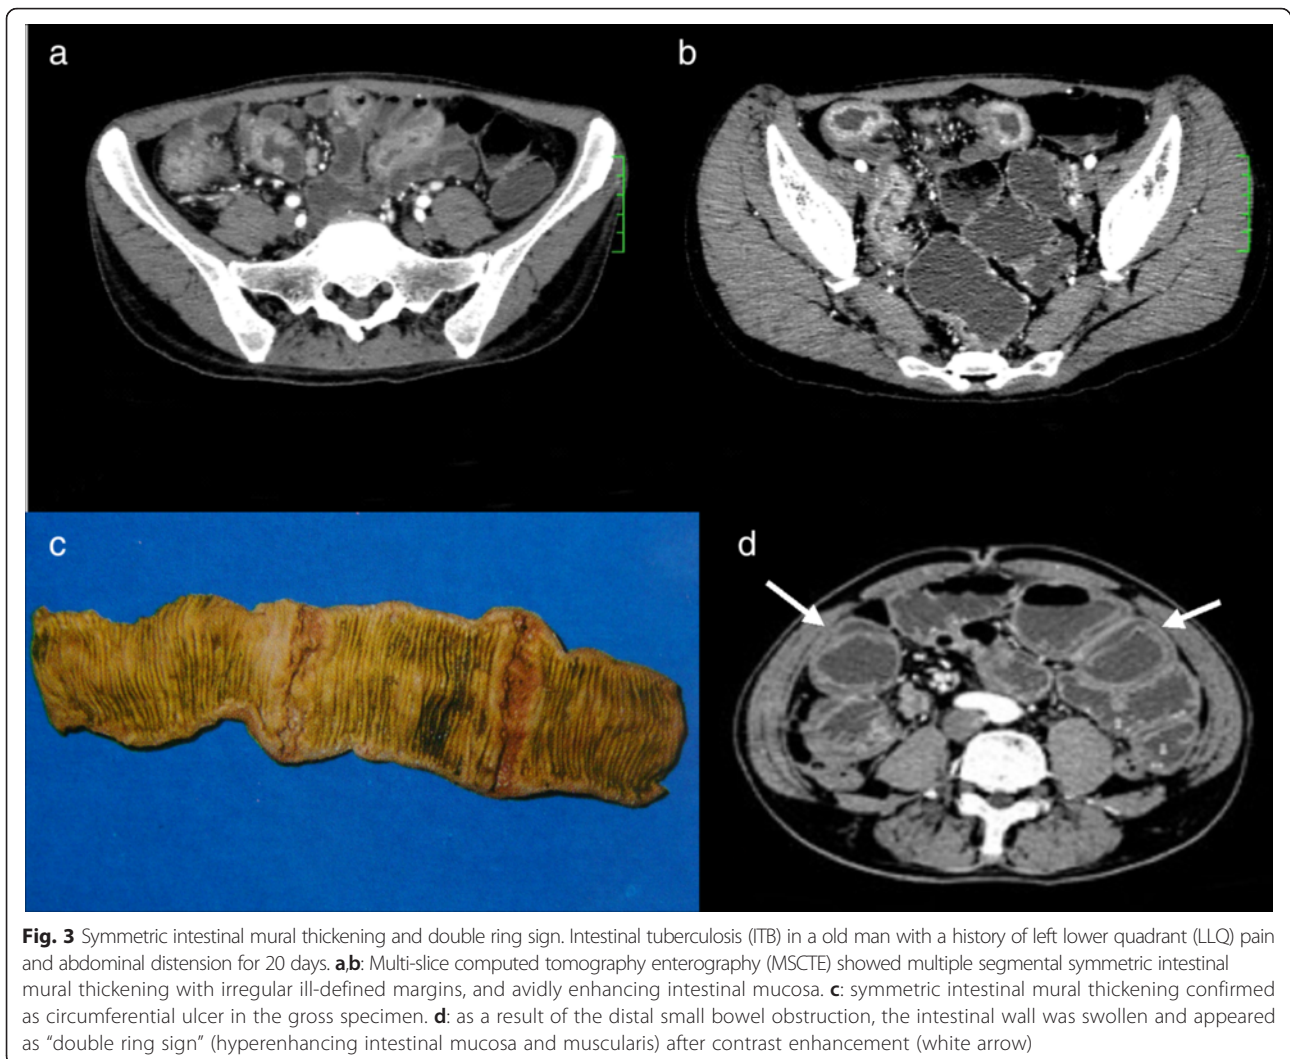 a
b
c
d
Fig. 3 Symmetric intestinal mural thickening and double ring sign. Intestinal tuberculosis (ITB) in a old man with a history of left lower quadrant (LLQ) pain
and abdominal distension for 20 days. a,b: Multi-slice computed tomography enterography (MSCTE) showed multiple segmental symmetric intestinal
mural thickening with irregular ill-defined margins, and avidly enhancing intestinal mucosa. c: symmetric intestinal mural thickening confirmed
as circumferential ulcer in the gross specimen. d: as a result of the distal small bowel obstruction, the intestinal wall was swollen and appeared
as “double ring sign” (hyperenhancing intestinal mucosa and muscularis) after contrast enhancement (white arrow)